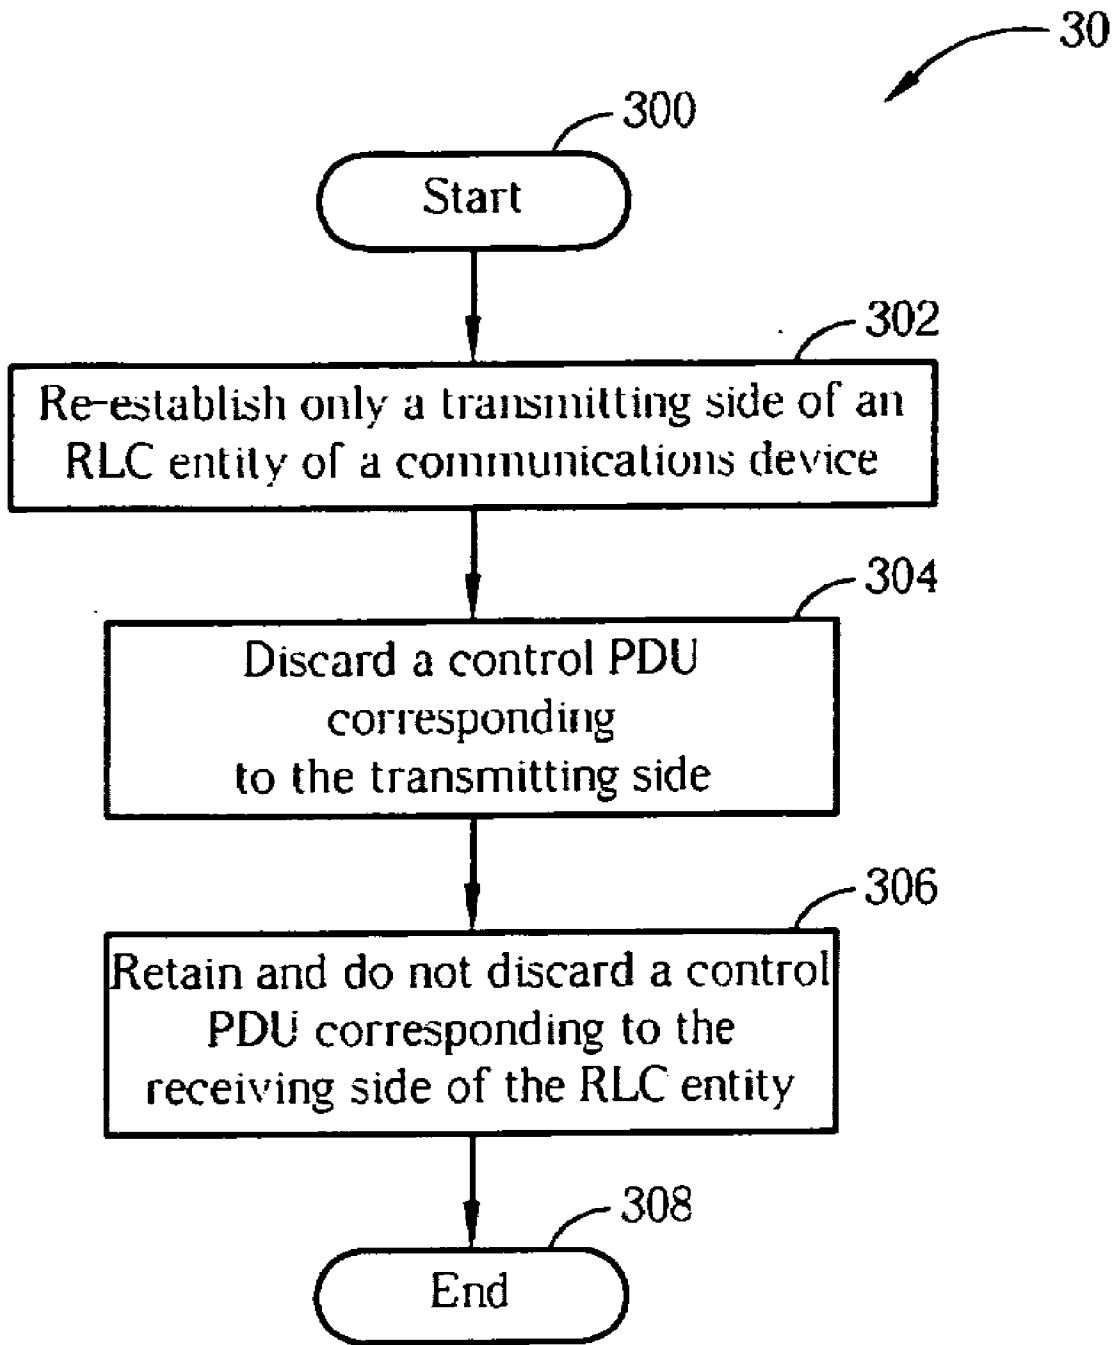 30
300
Start
302
Re-establish only a transmitting side of an
RLC entity of a communications device
304
Discard a control PDU
corresponding
to the transmitting side
306
Retain and do not discard a control
PDU corresponding to the
receiving side of the RLC entity
308
End